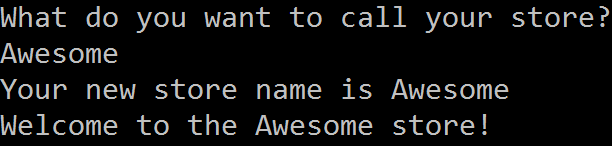 What do you want to call your store?
Awesome
Your new store name is Awesome
Welcome to the Awesome store!